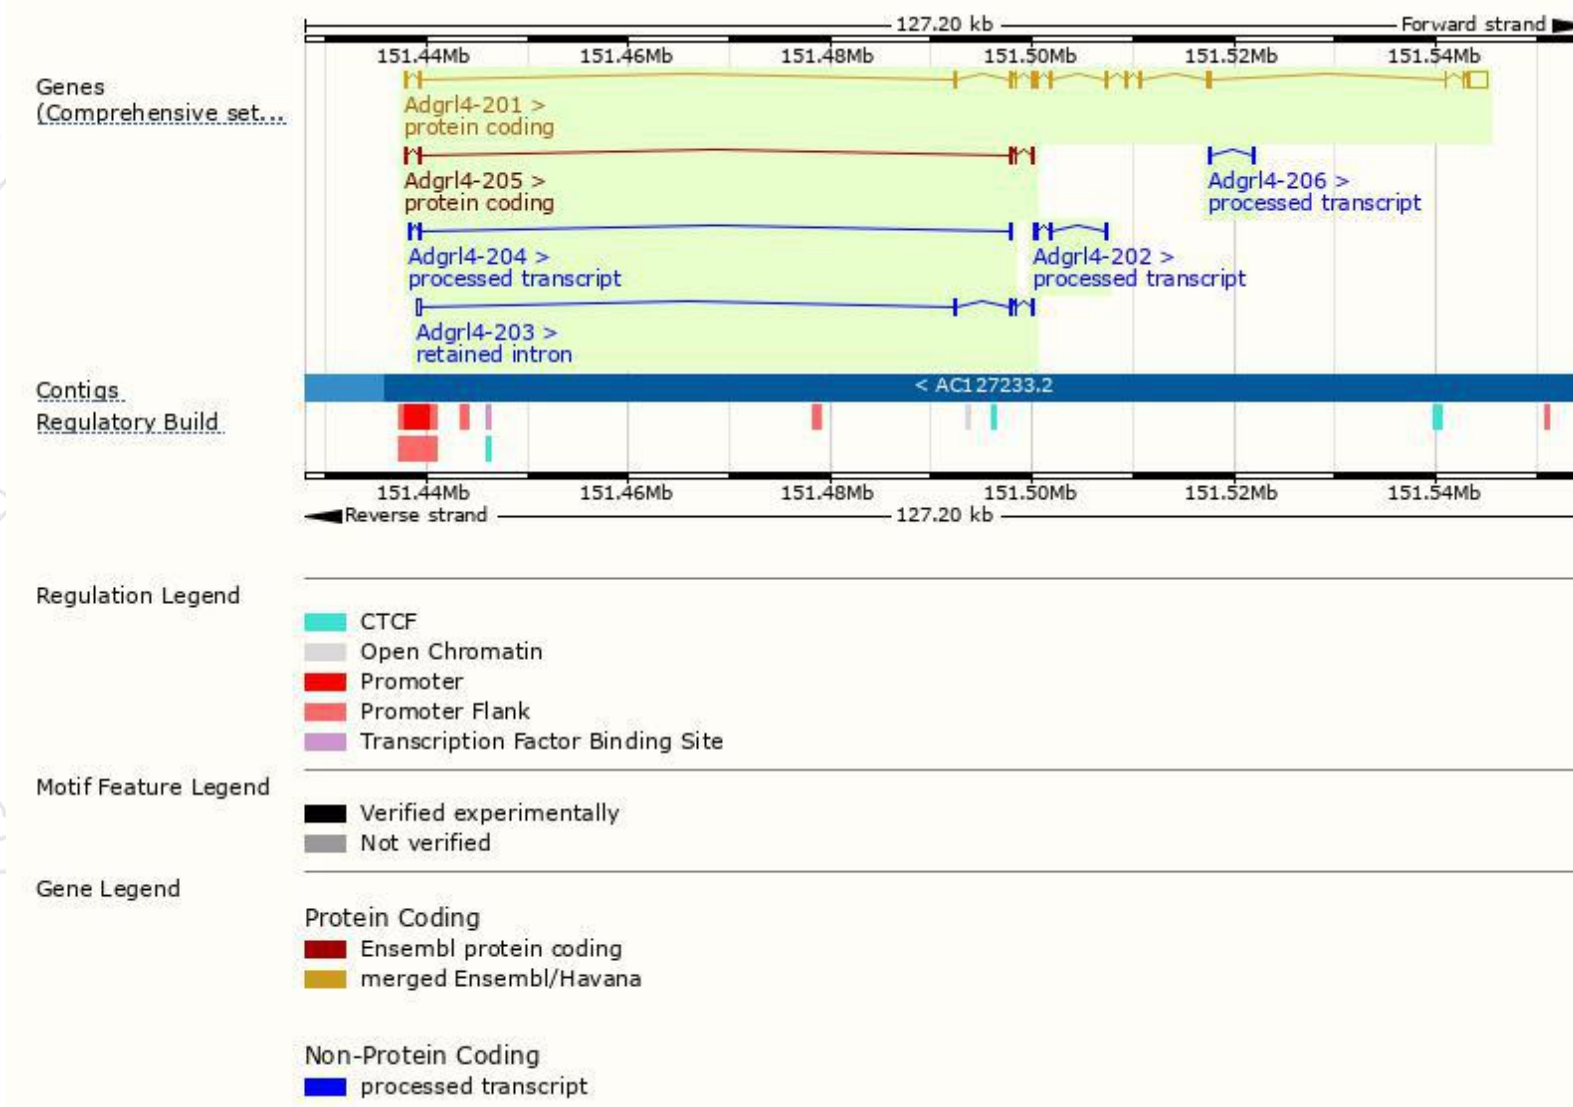 127.20 kb Forward strand
151.44Mb 151.46Mb 151.48Mb 151.50Mb 151.52Mb 151.54Mb
Genes
(Comprehensive set...
Adgrl4-201 >
protein coding
Adgrl4-205 >
protein coding
Adgrl4-206 >
processed transcript
Adgrl4-204 >
processed transcript
Adgrl4-202 >
processed transcript
Adgrl4-203 >
retained intron
Contigs
< AC127233.2
Regulatory Build
151.44Mb 151.46Mb 151.48Mb 151.50Mb 151.52Mb 151.54Mb
Reverse strand 127.20 kb
Regulation Legend
CTCF
Open Chromatin
Promoter
Promoter Flank
Transcription Factor Binding Site
Motif Feature Legend
Verified experimentally
Not verified
Gene Legend
Protein Coding
Ensembl protein coding
merged Ensembl/Havana
Non-Protein Coding
processed transcript